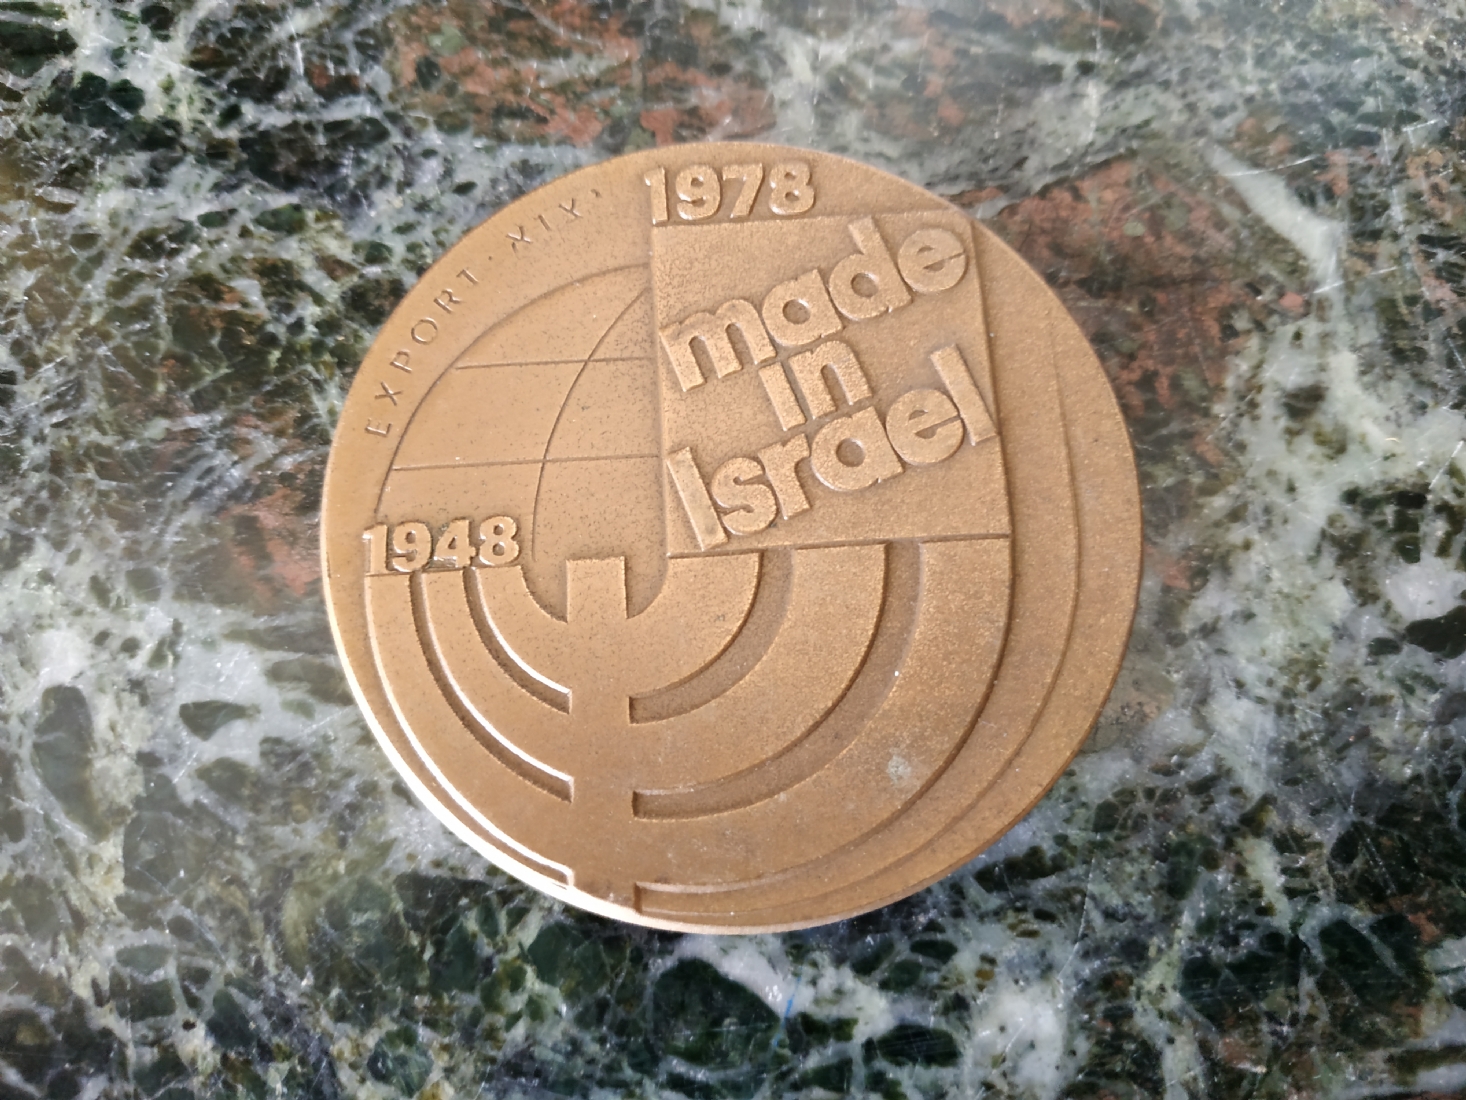 EXPORT · XIX'
1978
made
in
Israel
1948